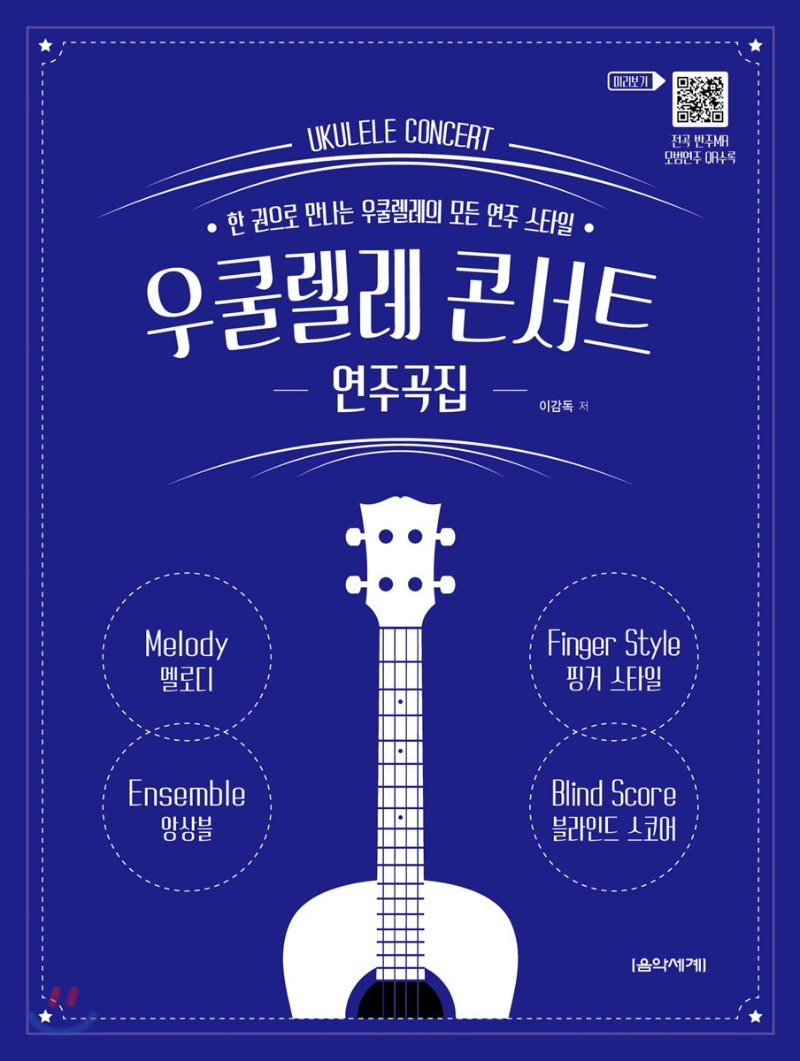 미리보기
전곡 반주MR
모범연주 QR수록
UKULELE CONCERT
• 한 권으로 만나는 우쿨렐레의 모든 연주 스타일 •
우쿨렐레 콘서트
연주곡집
이감독 저
Melody
멜로디
Finger Style
핑거 스타일
Ensemble
앙상블
Blind Score
블라인드 스코어
[음악세계]